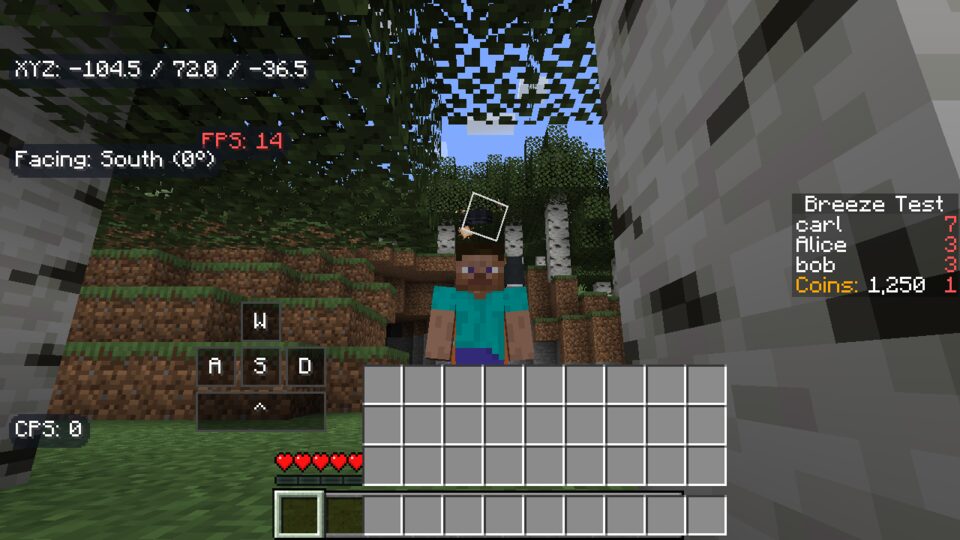 XYZ: -104.5 / 72.0 / -36.5
FPS: 14
Facing: South (0º)
Breeze Test
carl 7
Alice 3
bob 3
Coins: 1,250 1
W
A S D
^
CPS: 0